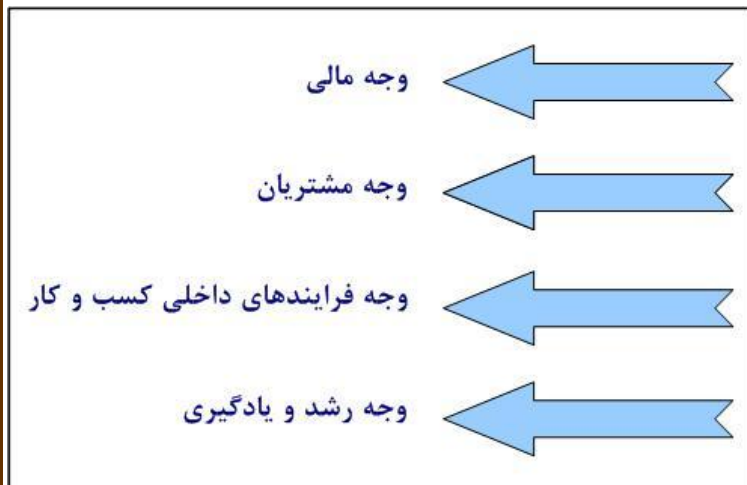 وجه مالی
وجه مشتریان
وجه فرایندهای داخلی کسب و کار
وجه رشد و یادگیری